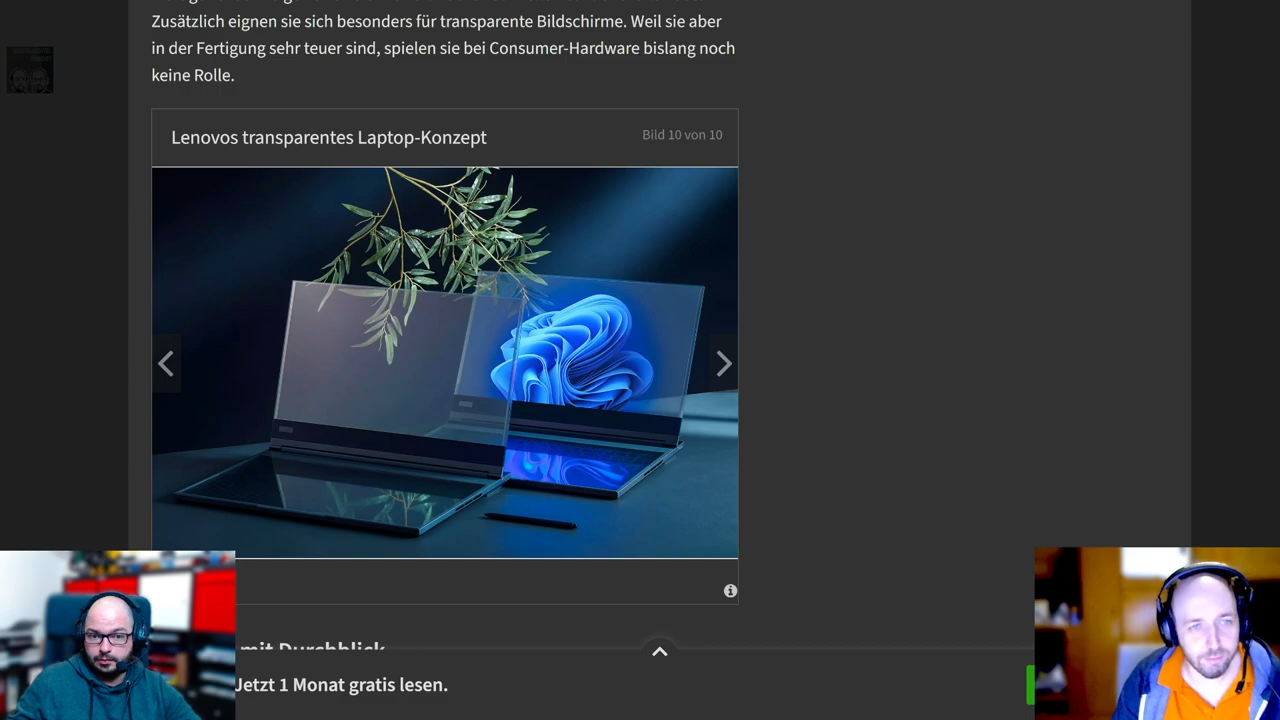 Zusätzlich eignen sie sich besonders für transparente Bildschirme. Weil sie aber
in der Fertigung sehr teuer sind, spielen sie bei Consumer-Hardware bislang noch
keine Rolle.
Lenovos transparentes Laptop-Konzept
Bild 10 von 10
mit Durchblick
Jetzt 1 Monat gratis lesen.